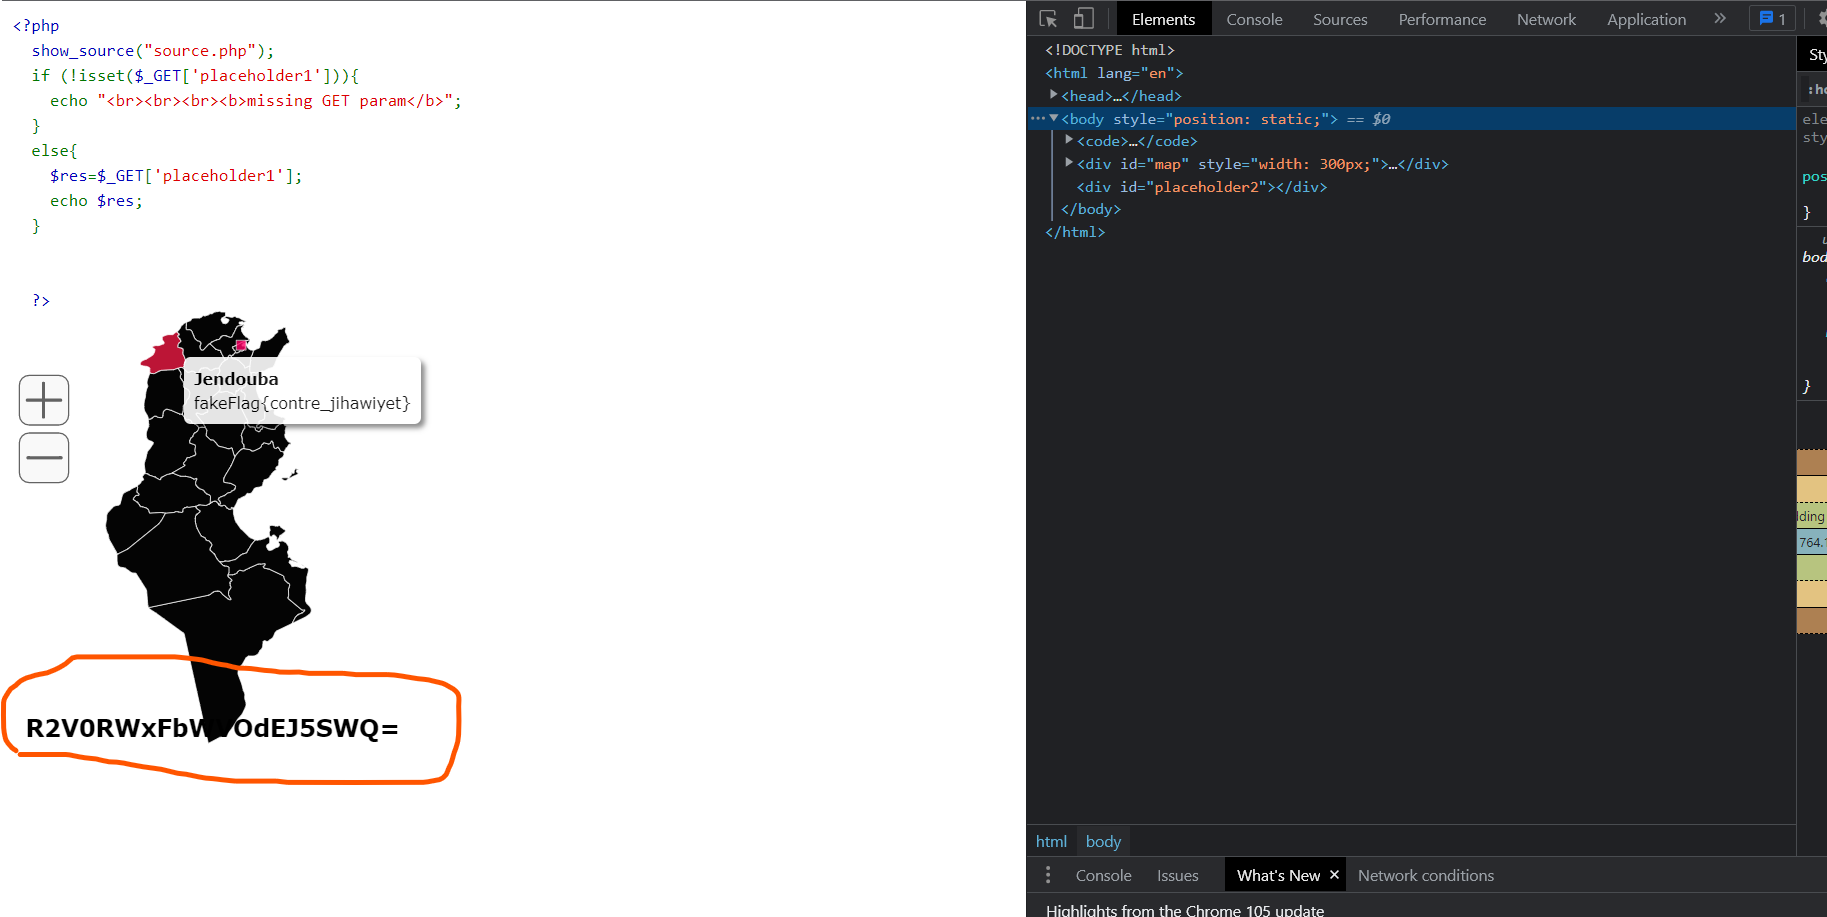 <?php
show_source("source.php");
if (!isset($_GET['placeholder1'])){
echo "<br><br><br><b>missing GET param</b>";
}
else{
$res=$_GET['placeholder1'];
echo $res;
}
?>
Jendouba
fakeFlag{contre_jihawiyet}
R2V0RWxFbWVOdEJ5SWQ=
Elements Console Sources Performance Network Application » 1
<!DOCTYPE html>
<html lang="en">
<head>…</head>
<body style="position: static;"> == $0
<code>…</code>
<div id="map" style="width: 300px;">…</div>
<div id="placeholder2"></div>
</body>
</html>
html body
Console Issues What's New × Network conditions
Highlights from the Chrome 105 update
Sty
:ho
ele
sty
pos
}
bod
}
lding
764.1